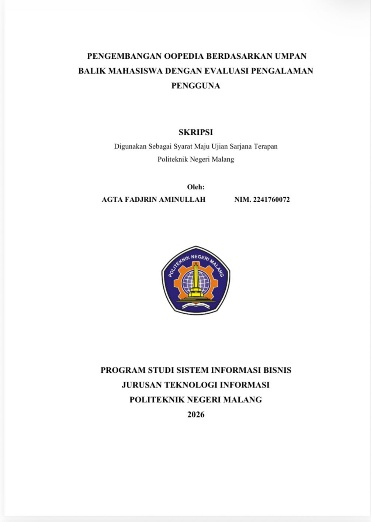 PENGEMBANGAN OOPEDIA BERDASARKAN UMPAN
BALIK MAHASISWA DENGAN EVALUASI PENGALAMAN
PENGGUNA
SKRIPSI
Digunakan Sebagai Syarat Maju Ujian Sarjana Terapan
Politeknik Negeri Malang
Oleh:
AGTA FADJRIN AMINULLAH NIM. 2241760072
POLITEKNIK NEGERI MALANG
PROGRAM STUDI SISTEM INFORMASI BISNIS
JURUSAN TEKNOLOGI INFORMASI
POLITEKNIK NEGERI MALANG
2026